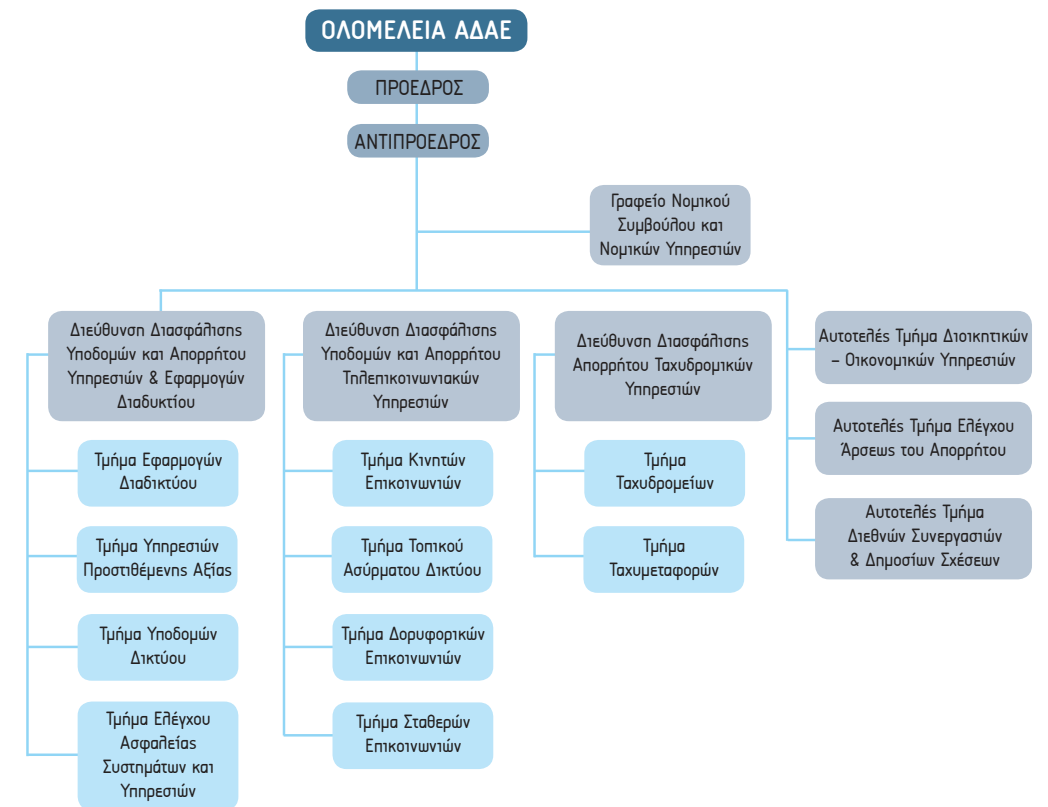 ΟΛΟΜΕΛΕΙΑ ΑΔΑΕ
ΠΡΟΕΔΡΟΣ
ΑΝΤΙΠΡΟΕΔΡΟΣ
Γραφείο Νομικού
Συμβούλου και
Νομικών Υπηρεσιών
Διεύθυνση Διασφάλισης
Υποδομών και Απορρήτου
Υπηρεσιών & Εφαρμογών
Διαδυκτίου
Τμήμα Εφαρμογών
Διαδικτύου
Τμήμα Υπηρεσιών
Προστιθέμενης Αξίας
Τμήμα Υποδομών
Δικτύου
Τμήμα Ελέγχου
Ασφαλείας
Συστημάτων και
Υπηρεσιών
Διεύθυνση Διασφάλισης
Υποδομών και Απορρήτου
Τηλεπικοινωνιακών
Υπηρεσιών
Τμήμα Κινητών
Επικοινωνιών
Τμήμα Τοπικού
Ασύρματου Δικτύου
Τμήμα Δορυφορικών
Επικοινωνιών
Τμήμα Σταθερών
Επικοινωνιών
Διεύθυνση Διασφάλισης
Απορρήτου Ταχυδρομικών
Υπηρεσιών
Τμήμα
Ταχυδρομείων
Τμήμα
Ταχυμεταφορών
Αυτοτελές Τμήμα Διοικητικών
– Οικονομικών Υπηρεσιών
Αυτοτελές Τμήμα Ελέγχου
Άρσεως του Απορρήτου
Αυτοτελές Τμήμα
Διεθνών Συνεργασιών
& Δημοσίων Σχέσεων